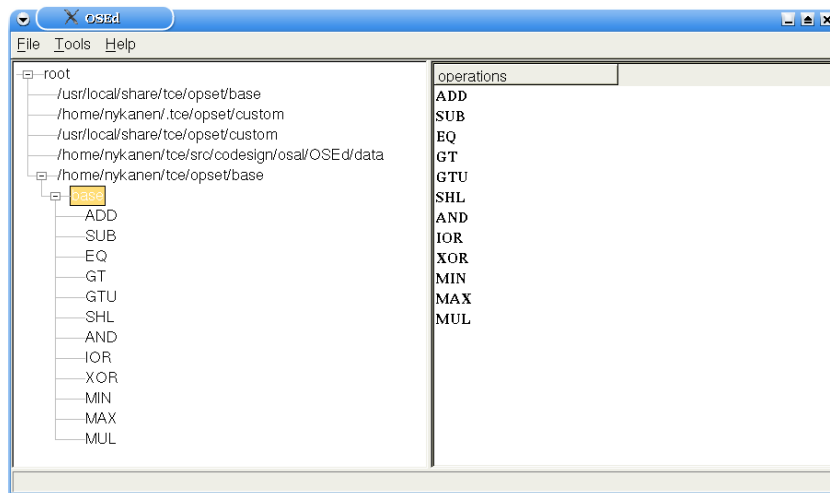 OSEd
File Tools Help
root
/usr/local/share/tce/opset/base
/home/nykanen/.tce/opset/custom
/usr/local/share/tce/opset/custom
/home/nykanen/tce/src/codesign/osal/OSEd/data
/home/nykanen/tce/opset/base
base
ADD
SUB
EQ
GT
GTU
SHL
AND
IOR
XOR
MIN
MAX
MUL
operations
ADD
SUB
EQ
GT
GTU
SHL
AND
IOR
XOR
MIN
MAX
MUL